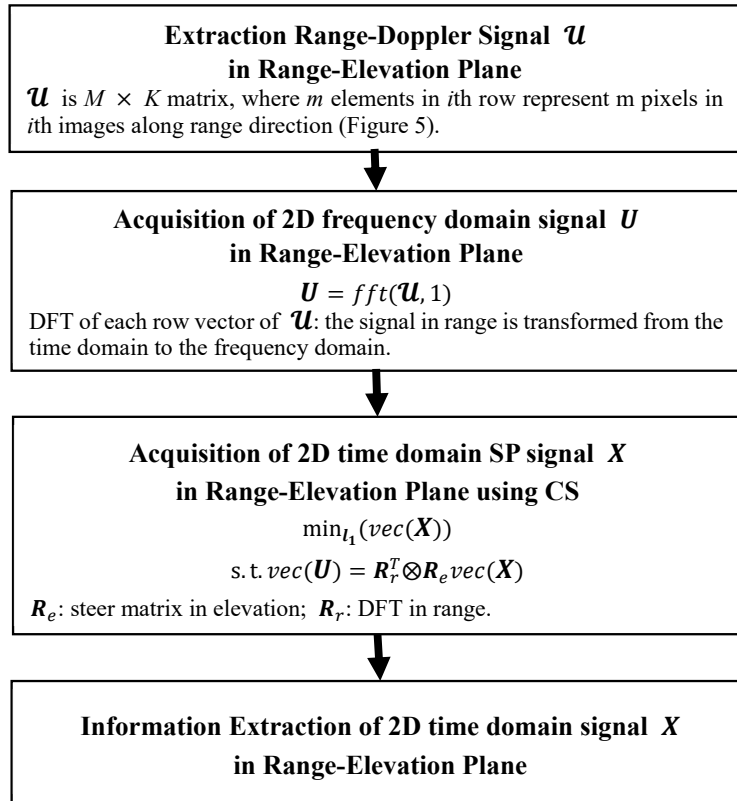 Extraction Range-Doppler Signal 𝓤
in Range-Elevation Plane
𝓤 is M × K matrix, where m elements in ith row represent m pixels in
ith images along range direction (Figure 5).
Acquisition of 2D frequency domain signal U
in Range-Elevation Plane
U = fft(𝓤, 1)
DFT of each row vector of 𝓤: the signal in range is transformed from the
time domain to the frequency domain.
Acquisition of 2D time domain SP signal X
in Range-Elevation Plane using CS
min_{l_1}(vec(X))
s. t. vec(U) = R_r^T⊗R_e vec(X)
R_e: steer matrix in elevation; R_r: DFT in range.
Information Extraction of 2D time domain signal X
in Range-Elevation Plane